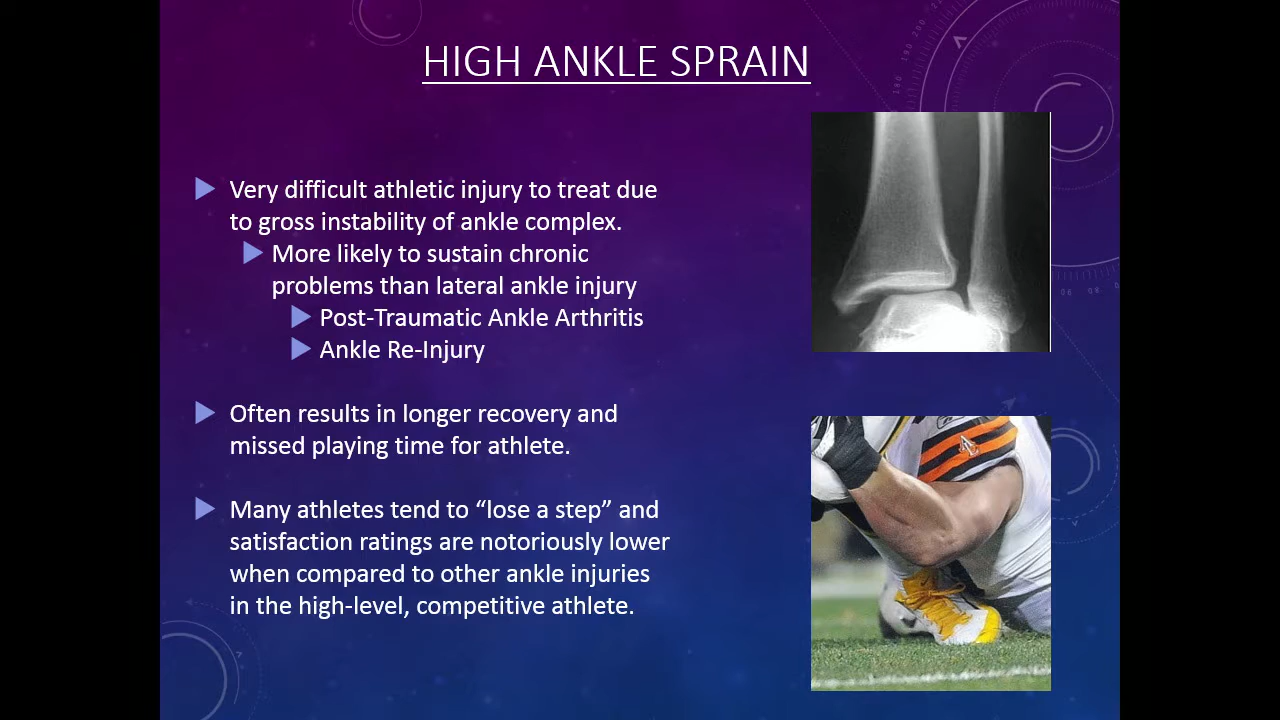 HIGH ANKLE SPRAIN
Very difficult athletic injury to treat due
to gross instability of ankle complex.
More likely to sustain chronic
problems than lateral ankle injury
Post-Traumatic Ankle Arthritis
Ankle Re-Injury
Often results in longer recovery and
missed playing time for athlete.
Many athletes tend to “lose a step” and
satisfaction ratings are notoriously lower
when compared to other ankle injuries
in the high-level, competitive athlete.